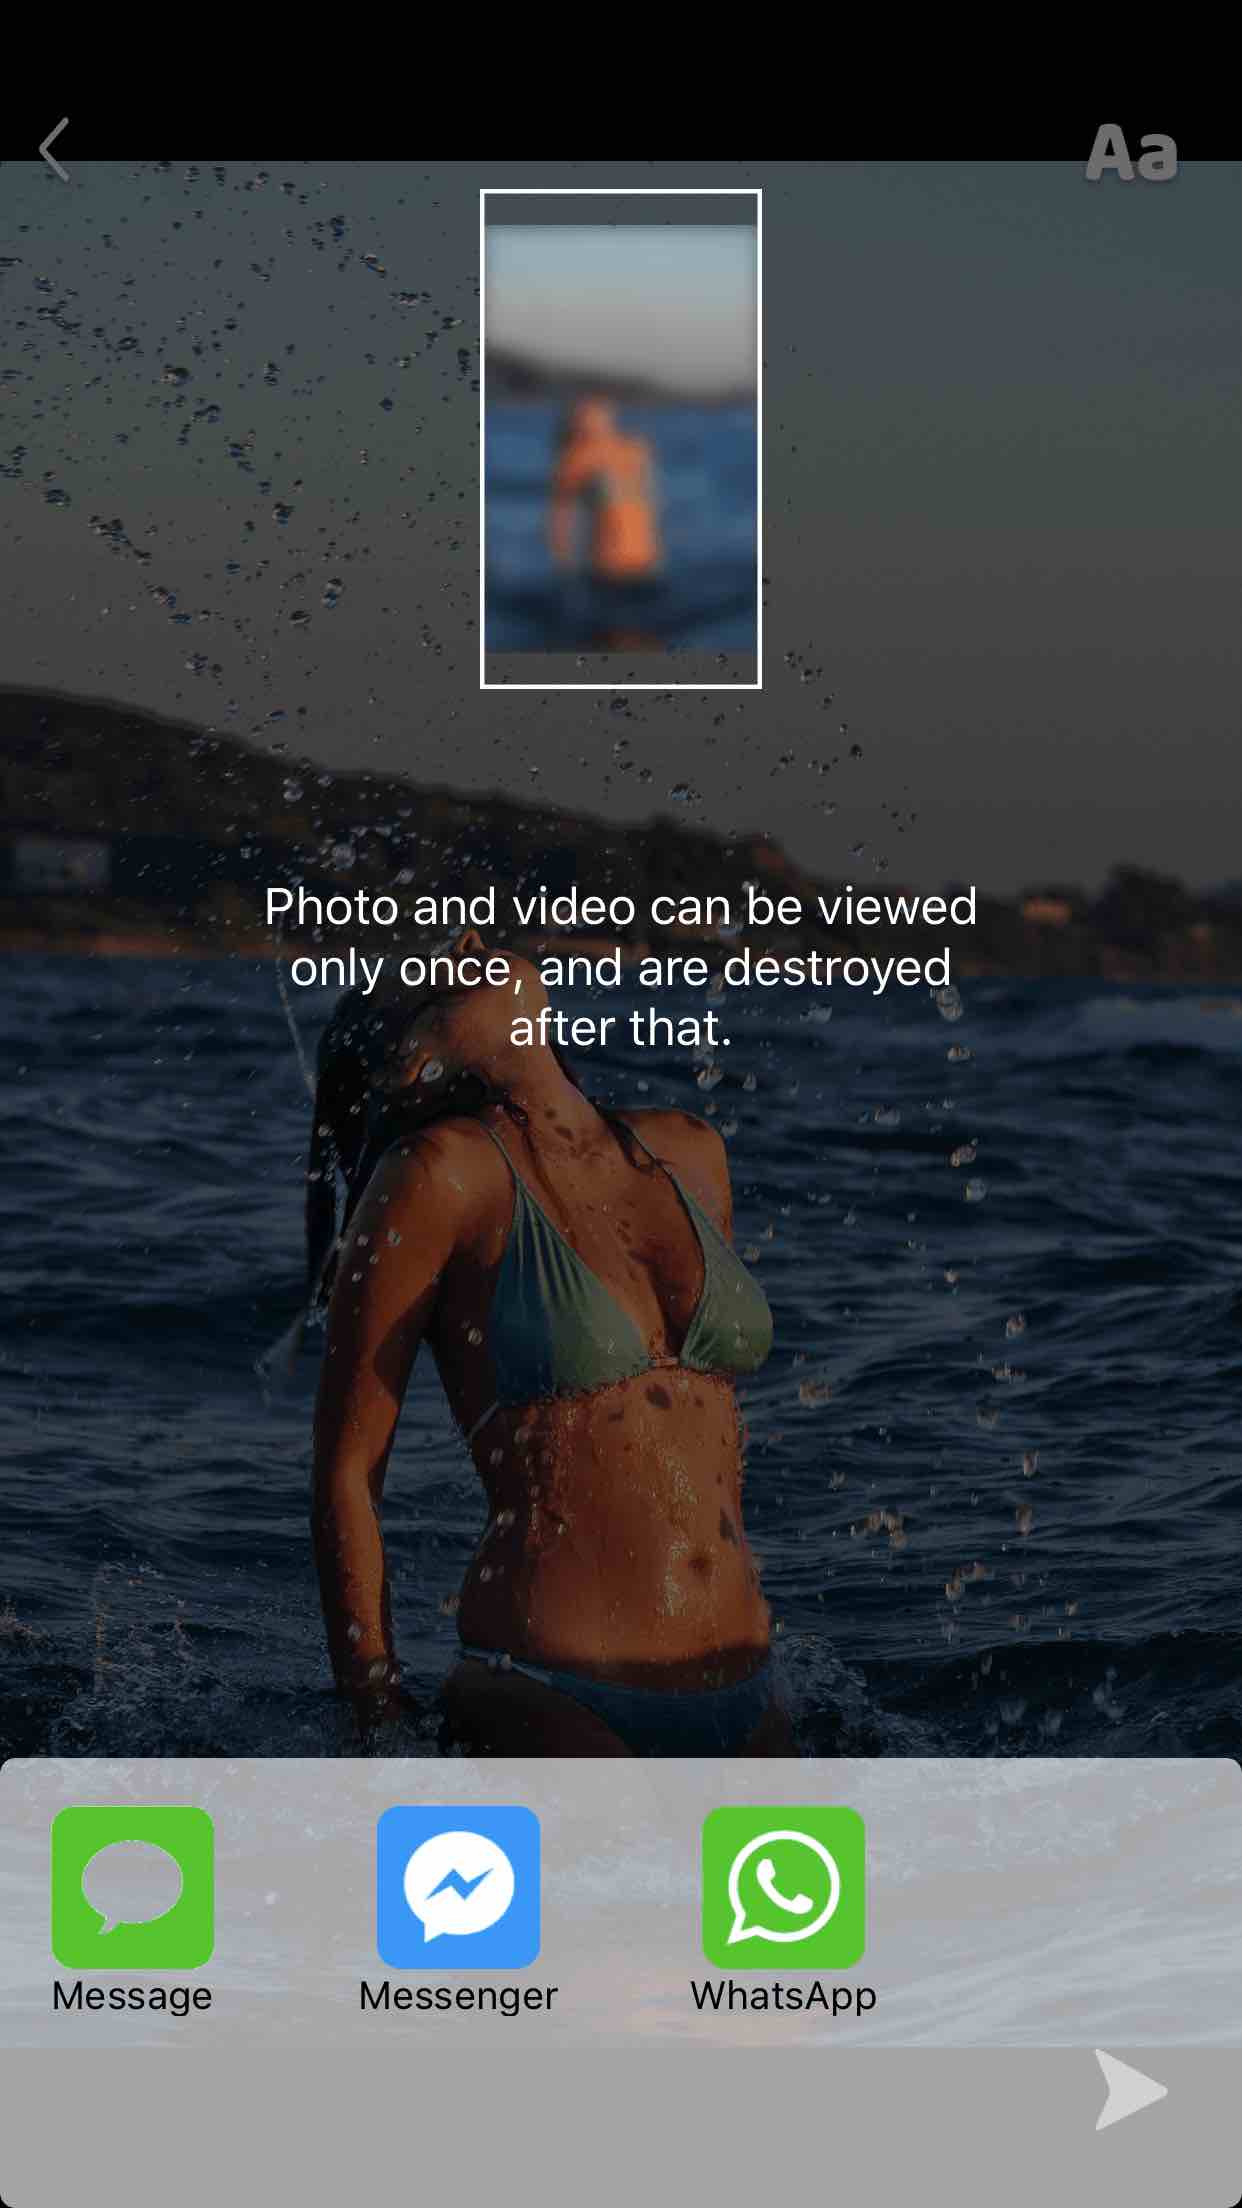 Aa
Photo and video can be viewed
only once, and are destroyed
after that.
Message
Messenger
WhatsApp